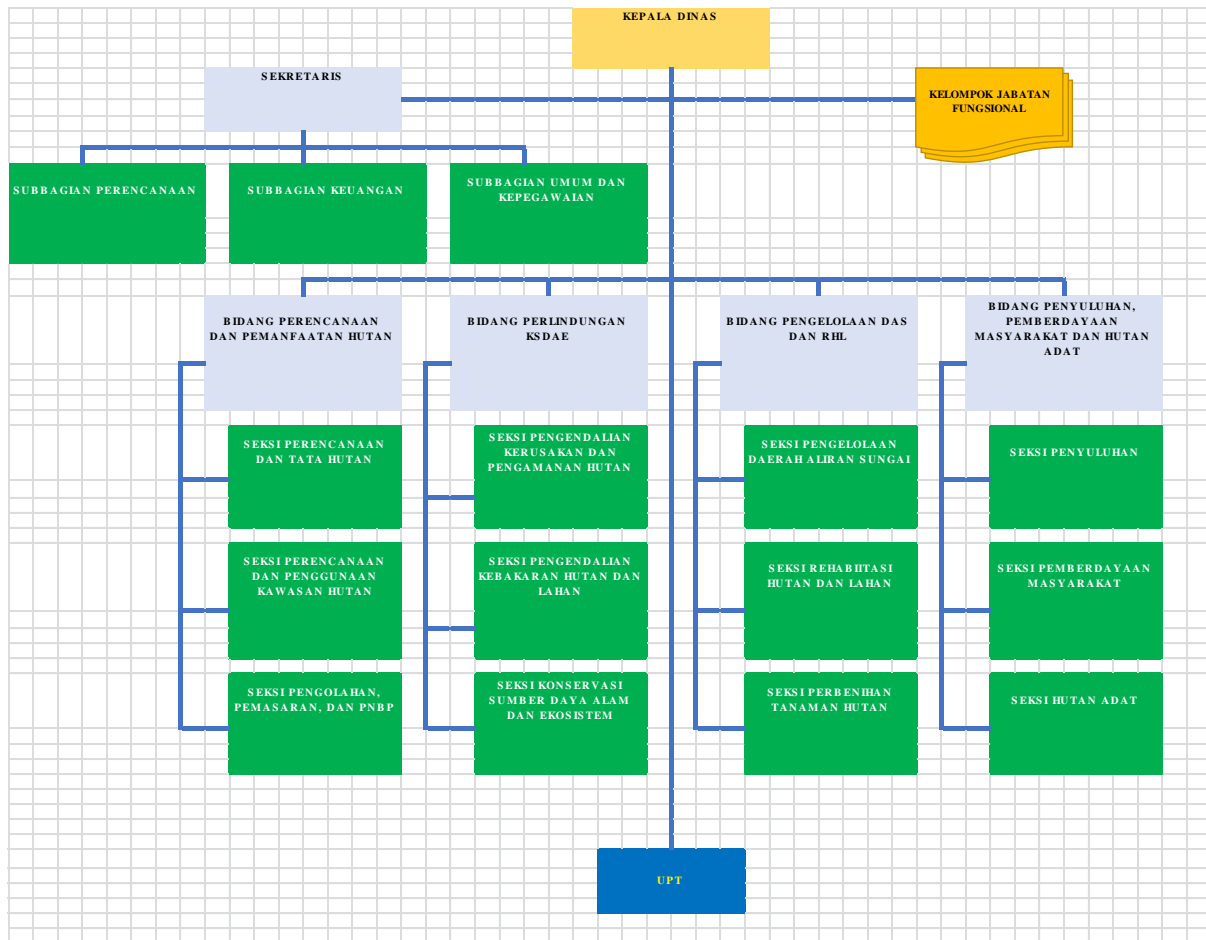 KEPALA DINAS
SEKRETARIS
KELOMPOK JABATAN
FUNGSIONAL
SUBBAGIAN PERENCANAAN
SUBBAGIAN KEUANGAN
SUBBAGIAN UMUM DAN
KEPEGAWAIAN
BIDANG PERENCANAAN
DAN PEMANFAATAN HUTAN
BIDANG PERLINDUNGAN
KSDAE
BIDANG PENGELOLAAN DAS
DAN RHL
BIDANG PENYULUHAN,
PEMBERDAYAAN
MASYARAKAT DAN HUTAN
ADAT
SEKSI PERENCANAAN
DAN TATA HUTAN
SEKSI PENGENDALIAN
KERUSAKAN DAN
PENGAMANAN HUTAN
SEKSI PENGELOLAAN
DAERAH ALIRAN SUNGAI
SEKSI PENYULUHAN
SEKSI PERENCANAAN
DAN PENGGUNAAN
KAWASAN HUTAN
SEKSI PENGENDALIAN
KEBAKARAN HUTAN DAN
LAHAN
SEKSI REHABIITASI
HUTAN DAN LAHAN
SEKSI PEMBERDAYAAN
MASYARAKAT
SEKSI PENGOLAHAN,
PEMASARAN, DAN PNBP
SEKSI KONSERVASI
SUMBER DAYA ALAM
DAN EKOSISTEM
SEKSI PERBENIHAN
TANAMAN HUTAN
SEKSI HUTAN ADAT
UPT